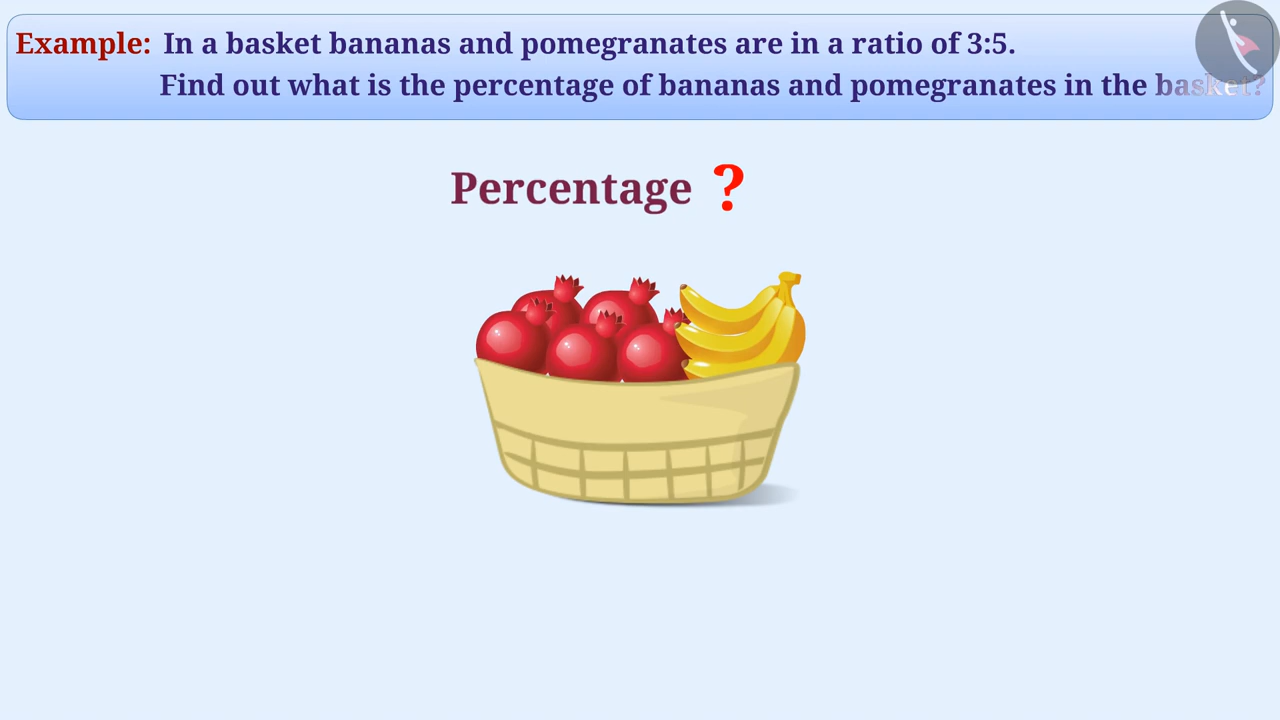 Example: In a basket bananas and pomegranates are in a ratio of 3:5.
Find out what is the percentage of bananas and pomegranates in the basket?
Percentage ?